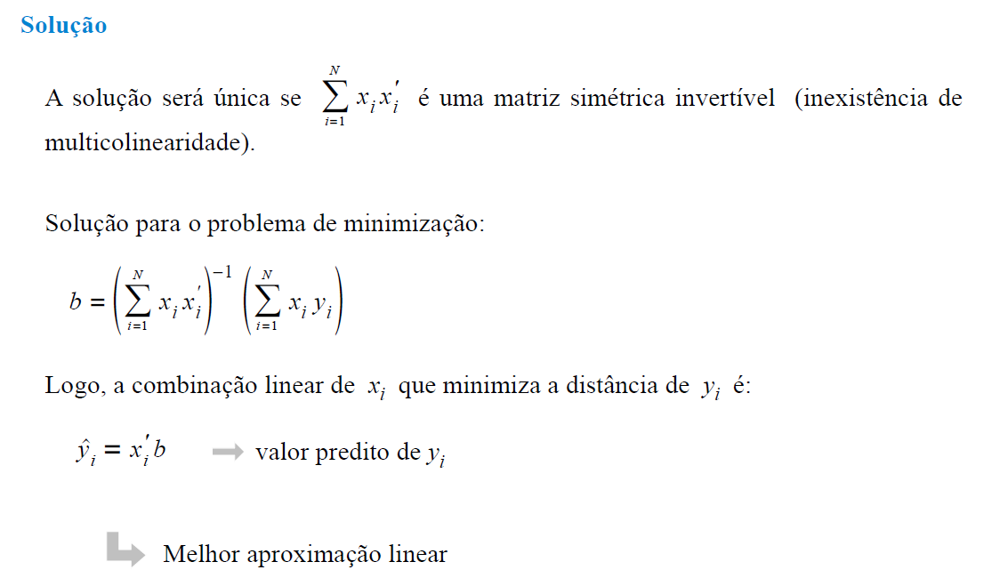 Solução
A solução será única se $\sum_{i=1}^{N} x_i x_i'$ é uma matriz simétrica invertível (inexistência de
multicolinearidade).
Solução para o problema de minimização:
$b = \left( \sum_{i=1}^{N} x_i x_i' \right)^{-1} \left( \sum_{i=1}^{N} x_i y_i \right)$
Logo, a combinação linear de $x_i$ que minimiza a distância de $y_i$ é:
$\hat{y}_i = x_i' b$ ➡ valor predito de $y_i$
Melhor aproximação linear